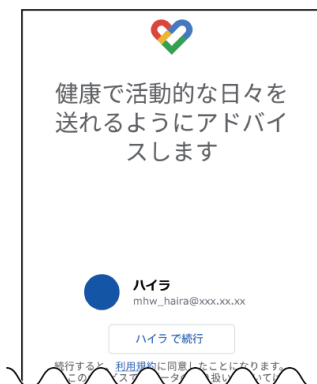 健康で活動的な日々を
送れるようにアドバイ
スします
ハイラ
mhw_haira@xxx.xx.xx
ハイラ で続行
続行すると、利用規約に同意したことになります。